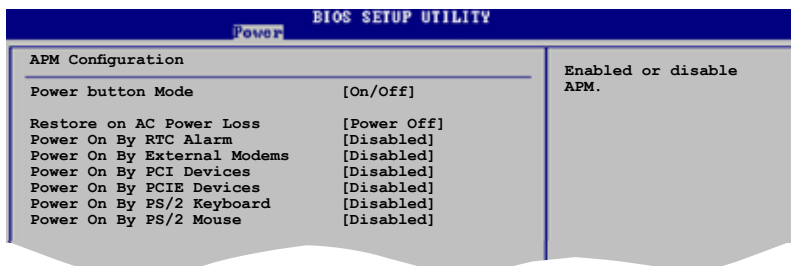 BIOS SETUP UTILITY
Power
APM Configuration
Power button Mode [On/Off]
Restore on AC Power Loss [Power Off]
Power On By RTC Alarm [Disabled]
Power On By External Modems [Disabled]
Power On By PCI Devices [Disabled]
Power On By PCIE Devices [Disabled]
Power On By PS/2 Keyboard [Disabled]
Power On By PS/2 Mouse [Disabled]
Enabled or disable
APM.